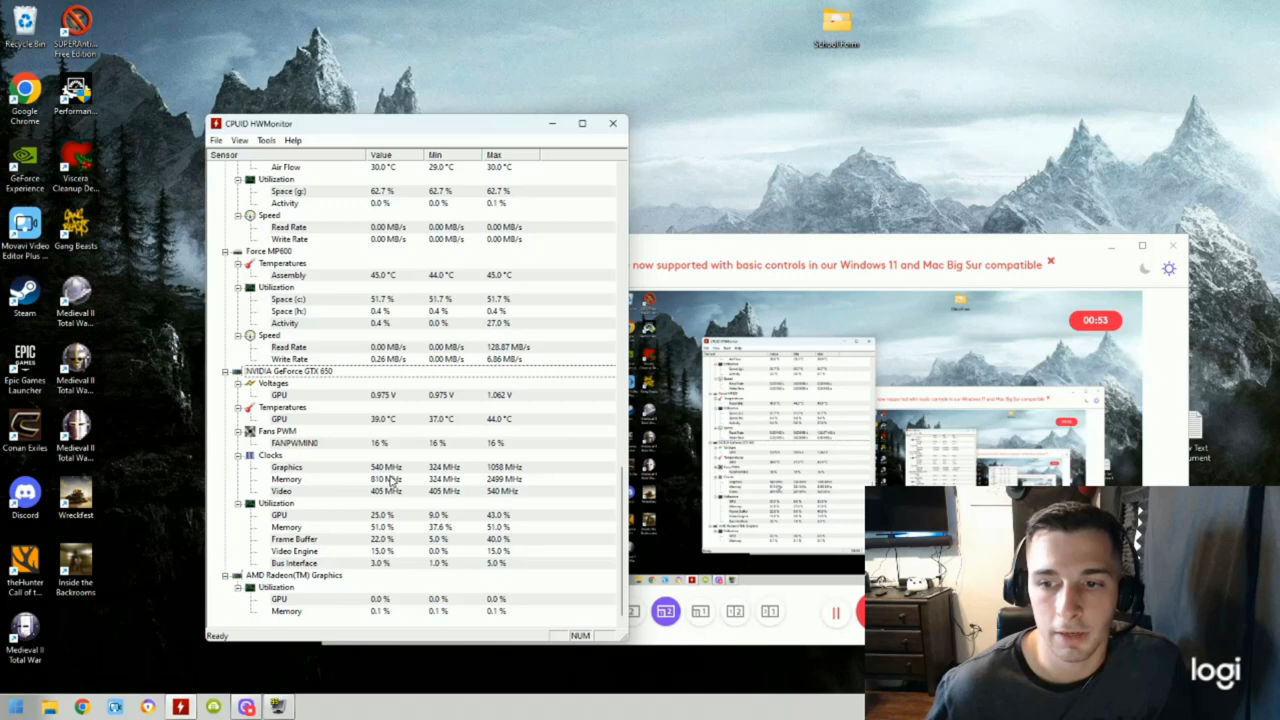 Recycle Bin
SUPERAnti...
Free Edition
Google
Chrome
Performan...
GeForce
Experience
Viscera
Cleanup De...
Movavi Video
Editor Plus ...
Gang Beasts
Steam
Medieval II
Total Wa...
Epic Games
Launcher
Medieval II
Total Wa...
Conan Exiles
Medieval II
Total Wa...
Discord
Wreckfest
theHunter
Call of t...
Inside the
Backrooms
Medieval II
Total War
School Form
CPUID HWMonitor
File View Tools Help
Sensor Value Min Max
Air Flow 30.0 °C 29.0 °C 30.0 °C
Utilization
Space (g:) 62.7 % 62.7 % 62.7 %
Activity 0.0 % 0.0 % 0.1 %
Speed
Read Rate 0.00 MB/s 0.00 MB/s 0.00 MB/s
Write Rate 0.00 MB/s 0.00 MB/s 0.00 MB/s
Force MP600
Temperatures
Assembly 45.0 °C 44.0 °C 45.0 °C
Utilization
Space (c:) 51.7 % 51.7 % 51.7 %
Space (h:) 0.4 % 0.4 % 0.4 %
Activity 0.4 % 0.0 % 27.0 %
Speed
Read Rate 0.00 MB/s 0.00 MB/s 128.87 MB/s
Write Rate 0.26 MB/s 0.00 MB/s 6.86 MB/s
NVIDIA GeForce GTX 650
Voltages
GPU 0.975 V 0.975 V 1.062 V
Temperatures
GPU 39.0 °C 37.0 °C 44.0 °C
Fans PWM
FANPWMIN0 16 % 16 % 16 %
Clocks
Graphics 540 MHz 324 MHz 1058 MHz
Memory 810 MHz 324 MHz 2499 MHz
Video 405 MHz 405 MHz 540 MHz
Utilization
GPU 25.0 % 9.0 % 43.0 %
Memory 51.0 % 37.6 % 51.0 %
Frame Buffer 22.0 % 5.0 % 40.0 %
Video Engine 15.0 % 0.0 % 15.0 %
Bus Interface 3.0 % 1.0 % 5.0 %
AMD Radeon(TM) Graphics
Utilization
GPU 0.0 % 0.0 % 0.0 %
Memory 0.1 % 0.1 % 0.1 %
Ready NUM
now supported with basic controls in our Windows 11 and Mac Big Sur compatible
00:53
Text
logi